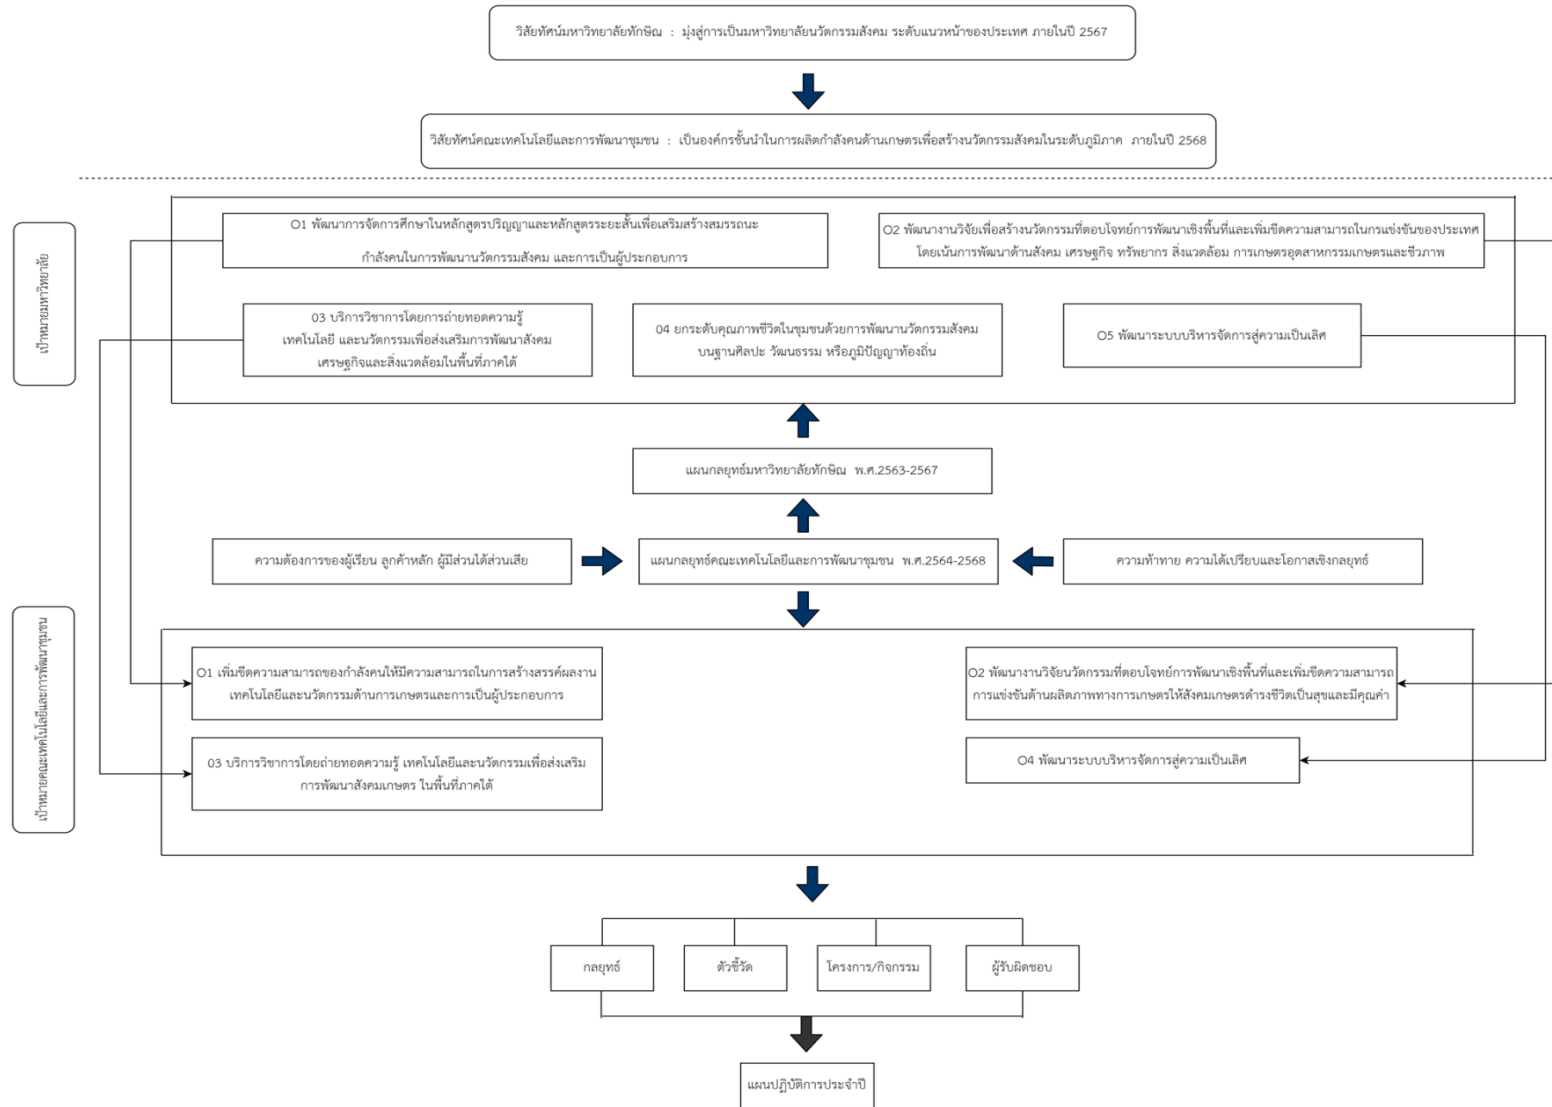 วิสัยทัศน์มหาวิทยาลัยทักษิณ : มุ่งสู่การเป็นมหาวิทยาลัยนวัตกรรมสังคม ระดับแนวหน้าของประเทศ ภายในปี 2567
วิสัยทัศน์คณะเทคโนโลยีและการพัฒนาชุมชน : เป็นองค์กรชั้นนำในการผลิตกำลังคนด้านเกษตรเพื่อสร้างนวัตกรรมสังคมในระดับภูมิภาค ภายในปี 2568
เป้าหมายมหาวิทยาลัย
O1 พัฒนาการจัดการศึกษาในหลักสูตรปริญญาและหลักสูตรระยะสั้นเพื่อเสริมสร้างสมรรถนะ
กำลังคนในการพัฒนานวัตกรรมสังคม และการเป็นผู้ประกอบการ
O2 พัฒนางานวิจัยเพื่อสร้างนวัตกรรมที่ตอบโจทย์การพัฒนาเชิงพื้นที่และเพิ่มขีดความสามารถในกรแข่งขันของประเทศ
โดยเน้นการพัฒนาด้านสังคม เศรษฐกิจ ทรัพยากร สิ่งแวดล้อม การเกษตรอุตสาหกรรมเกษตรและชีวภาพ
03 บริการวิชาการโดยการถ่ายทอดความรู้
เทคโนโลยี และนวัตกรรมเพื่อส่งเสริมการพัฒนาสังคม
เศรษฐกิจและสิ่งแวดล้อมในพื้นที่ภาคใต้
04 ยกระดับคุณภาพชีวิตในชุมชนด้วยการพัฒนานวัตกรรมสังคม
บนฐานศิลปะ วัฒนธรรม หรือภูมิปัญญาท้องถิ่น
O5 พัฒนาระบบบริหารจัดการสู่ความเป็นเลิศ
แผนกลยุทธ์มหาวิทยาลัยทักษิณ พ.ศ.2563-2567
ความต้องการของผู้เรียน ลูกค้าหลัก ผู้มีส่วนได้ส่วนเสีย
แผนกลยุทธ์คณะเทคโนโลยีและการพัฒนาชุมชน พ.ศ.2564-2568
ความท้าทาย ความได้เปรียบและโอกาสเชิงกลยุทธ์
เป้าหมายคณะเทคโนโลยีและการพัฒนาชุมชน
O1 เพิ่มขีดความสามารถของกำลังคนให้มีความสามารถในการสร้างสรรค์ผลงาน
เทคโนโลยีและนวัตกรรมด้านการเกษตรและการเป็นผู้ประกอบการ
O2 พัฒนางานวิจัยนวัตกรรมที่ตอบโจทย์การพัฒนาเชิงพื้นที่และเพิ่มขีดความสามารถ
การแข่งขันด้านผลิตภาพทางการเกษตรให้สังคมเกษตรดำรงชีวิตเป็นสุขและมีคุณค่า
03 บริการวิชาการโดยถ่ายทอดความรู้ เทคโนโลยีและนวัตกรรมเพื่อส่งเสริม
การพัฒนาสังคมเกษตร ในพื้นที่ภาคใต้
O4 พัฒนาระบบบริหารจัดการสู่ความเป็นเลิศ
กลยุทธ์
ตัวชี้วัด
โครงการ/กิจกรรม
ผู้รับผิดชอบ
แผนปฏิบัติการประจำปี